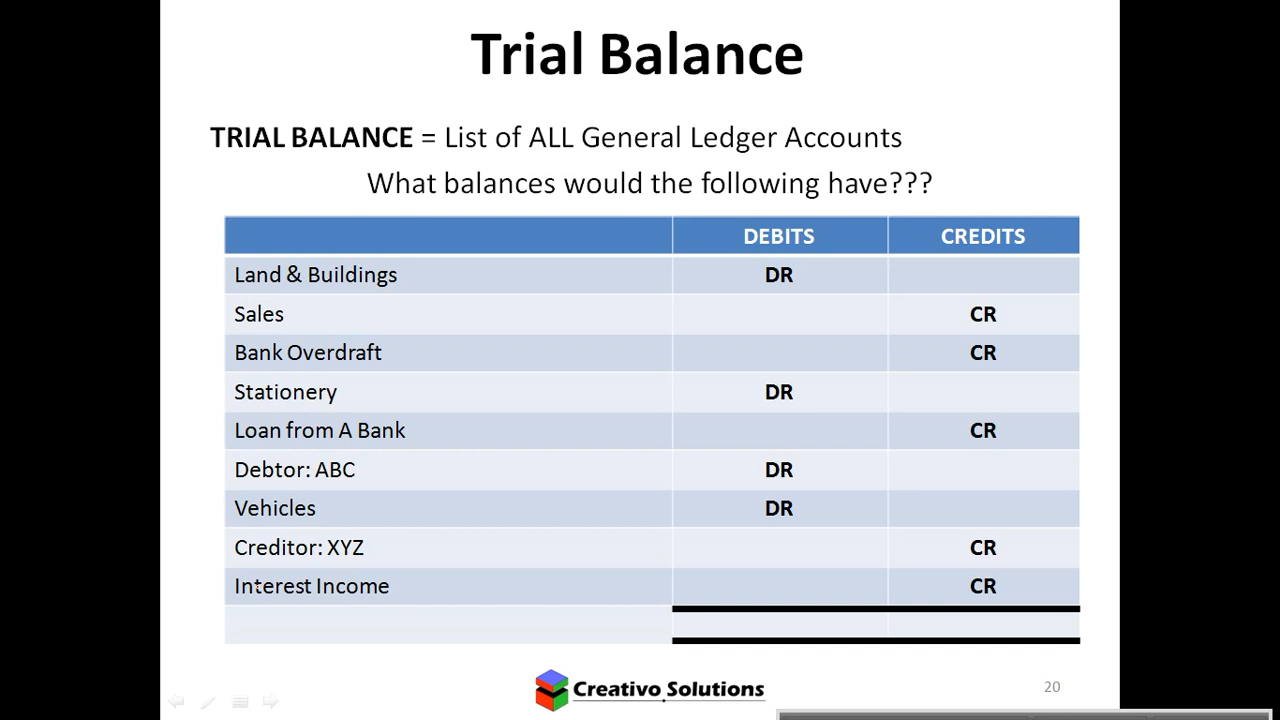 Trial Balance
TRIAL BALANCE = List of ALL General Ledger Accounts
What balances would the following have???
DEBITS CREDITS
Land & Buildings DR
Sales CR
Bank Overdraft CR
Stationery DR
Loan from A Bank CR
Debtor: ABC DR
Vehicles DR
Creditor: XYZ CR
Interest Income CR
Creativo Solutions
20